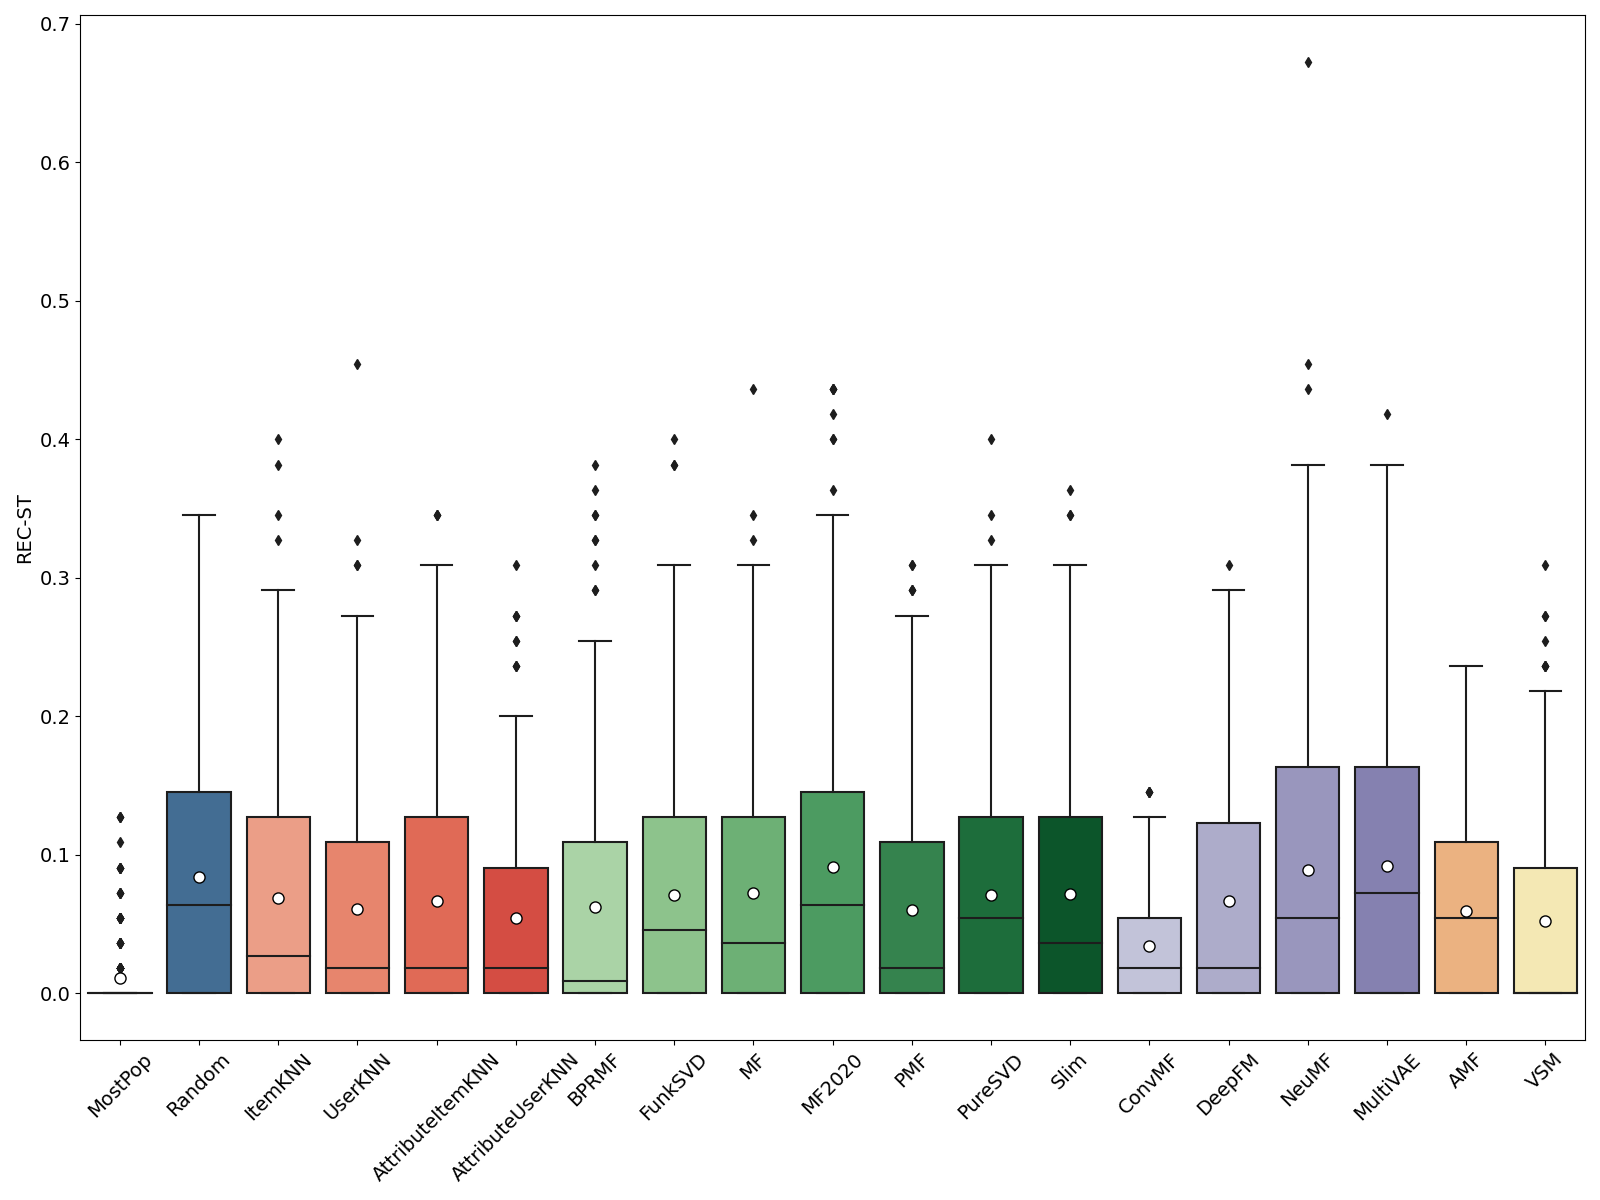 0.7
0.6
0.5
0.4
0.3
0.2
0.1
0.0
REC-ST
MostPop
Random
ItemKNN
UserKNN
AttributeItemKNN
AttributeUserKNN
BPRMF
FunkSVD
MF
MF2020
PMF
PureSVD
Slim
ConvMF
DeepFM
NeuMF
MultiVAE
AMF
VSM